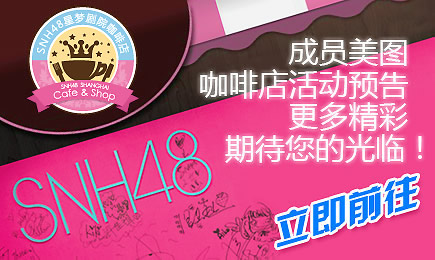 SNH48星梦剧院咖啡店
SNH48 SHANGHAI
Cafe & Shop
成员美图
咖啡店活动预告
更多精彩
期待您的光临！
SNH48
立即前往